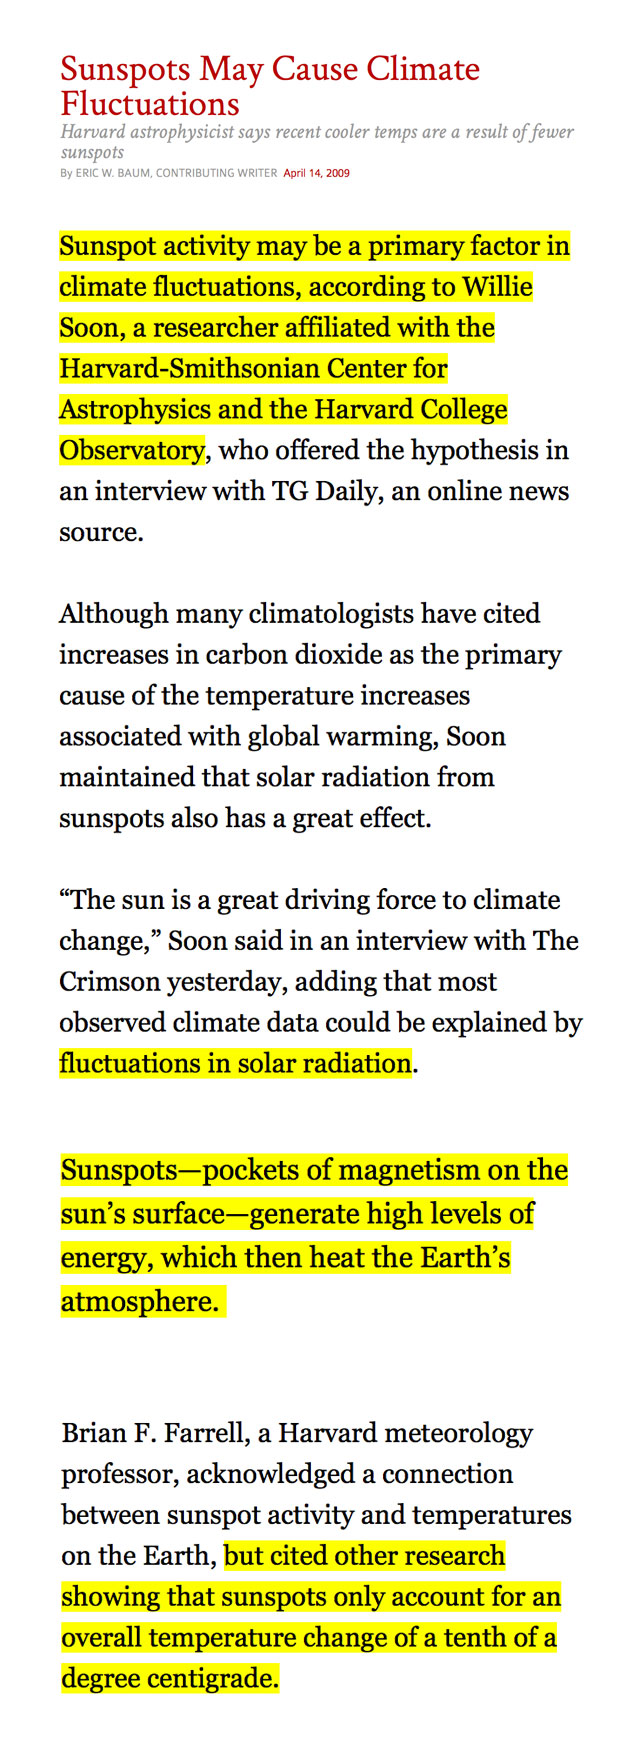 Sunspots May Cause Climate
Fluctuations
Harvard astrophysicist says recent cooler temps are a result of fewer
sunspots
By ERIC W. BAUM, CONTRIBUTING WRITER April 14, 2009
Sunspot activity may be a primary factor in
climate fluctuations, according to Willie
Soon, a researcher affiliated with the
Harvard-Smithsonian Center for
Astrophysics and the Harvard College
Observatory, who offered the hypothesis in
an interview with TG Daily, an online news
source.
Although many climatologists have cited
increases in carbon dioxide as the primary
cause of the temperature increases
associated with global warming, Soon
maintained that solar radiation from
sunspots also has a great effect.
“The sun is a great driving force to climate
change,” Soon said in an interview with The
Crimson yesterday, adding that most
observed climate data could be explained by
fluctuations in solar radiation.
Sunspots—pockets of magnetism on the
sun’s surface—generate high levels of
energy, which then heat the Earth’s
atmosphere.
Brian F. Farrell, a Harvard meteorology
professor, acknowledged a connection
between sunspot activity and temperatures
on the Earth, but cited other research
showing that sunspots only account for an
overall temperature change of a tenth of a
degree centigrade.